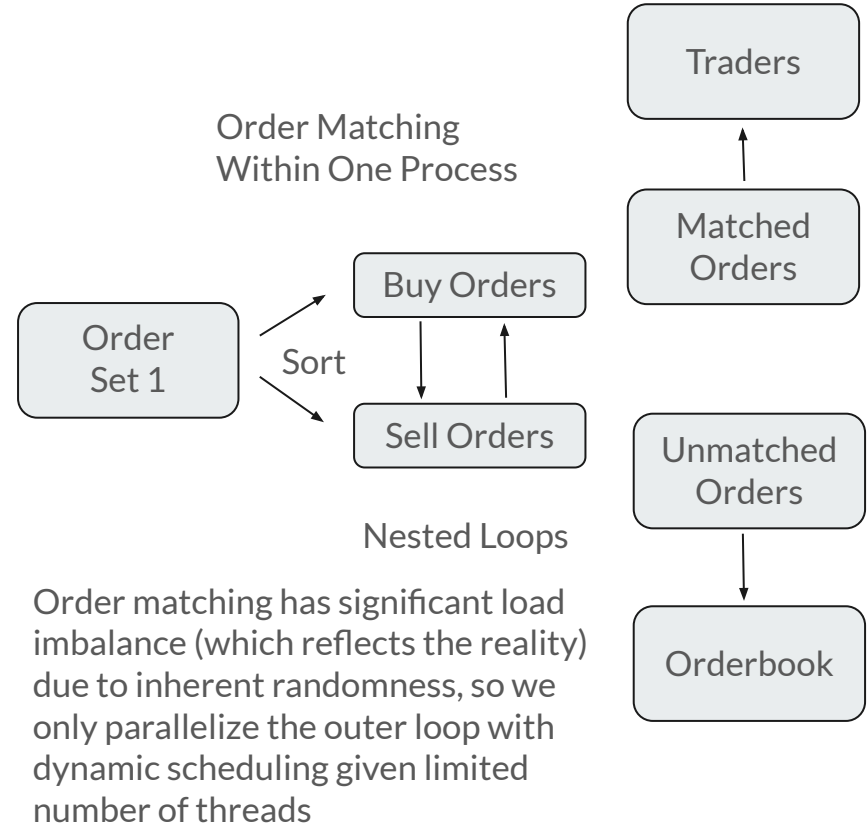 Traders
Order Matching
Within One Process
Matched
Orders
Buy Orders
Order
Set 1
Sort
Sell Orders
Unmatched
Orders
Nested Loops
Order matching has significant load
imbalance (which reflects the reality)
due to inherent randomness, so we
only parallelize the outer loop with
dynamic scheduling given limited
number of threads
Orderbook